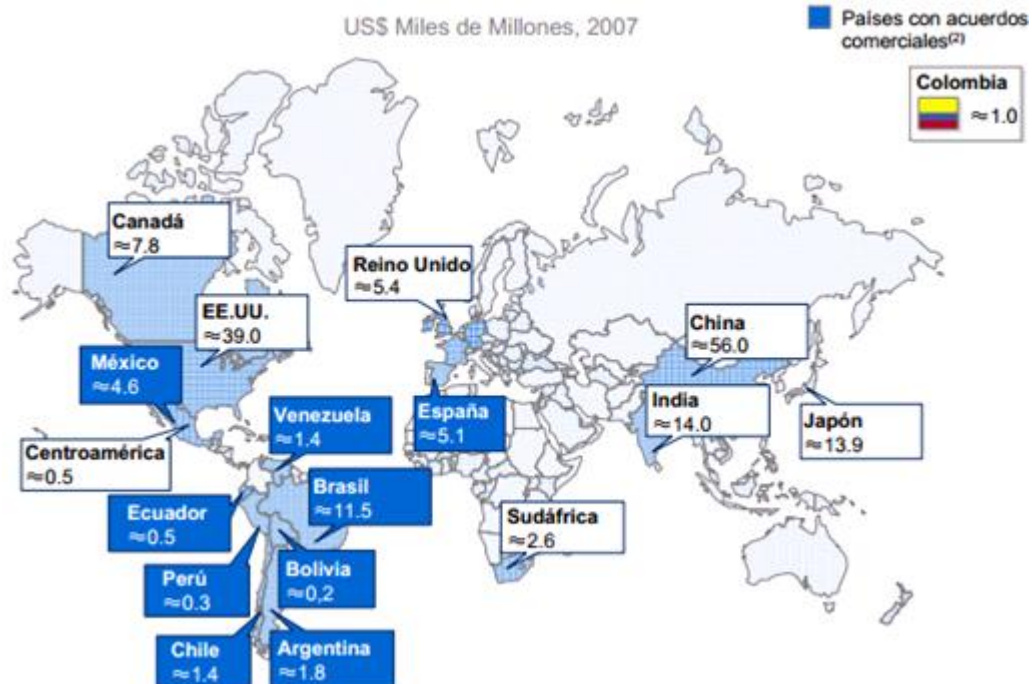 US$ Miles de Millones, 2007
Países con acuerdos
comerciales(2)
Colombia
≈1.0
Canadá
≈7.8
Reino Unido
≈5.4
EE.UU.
≈39.0
China
≈56.0
México
≈4.6
Venezuela
≈1.4
España
≈5.1
India
≈14.0
Japón
≈13.9
Centroamérica
≈0.5
Brasil
≈11.5
Ecuador
≈0.5
Sudáfrica
≈2.6
Perú
≈0.3
Bolivia
≈0,2
Chile
≈1.4
Argentina
≈1.8